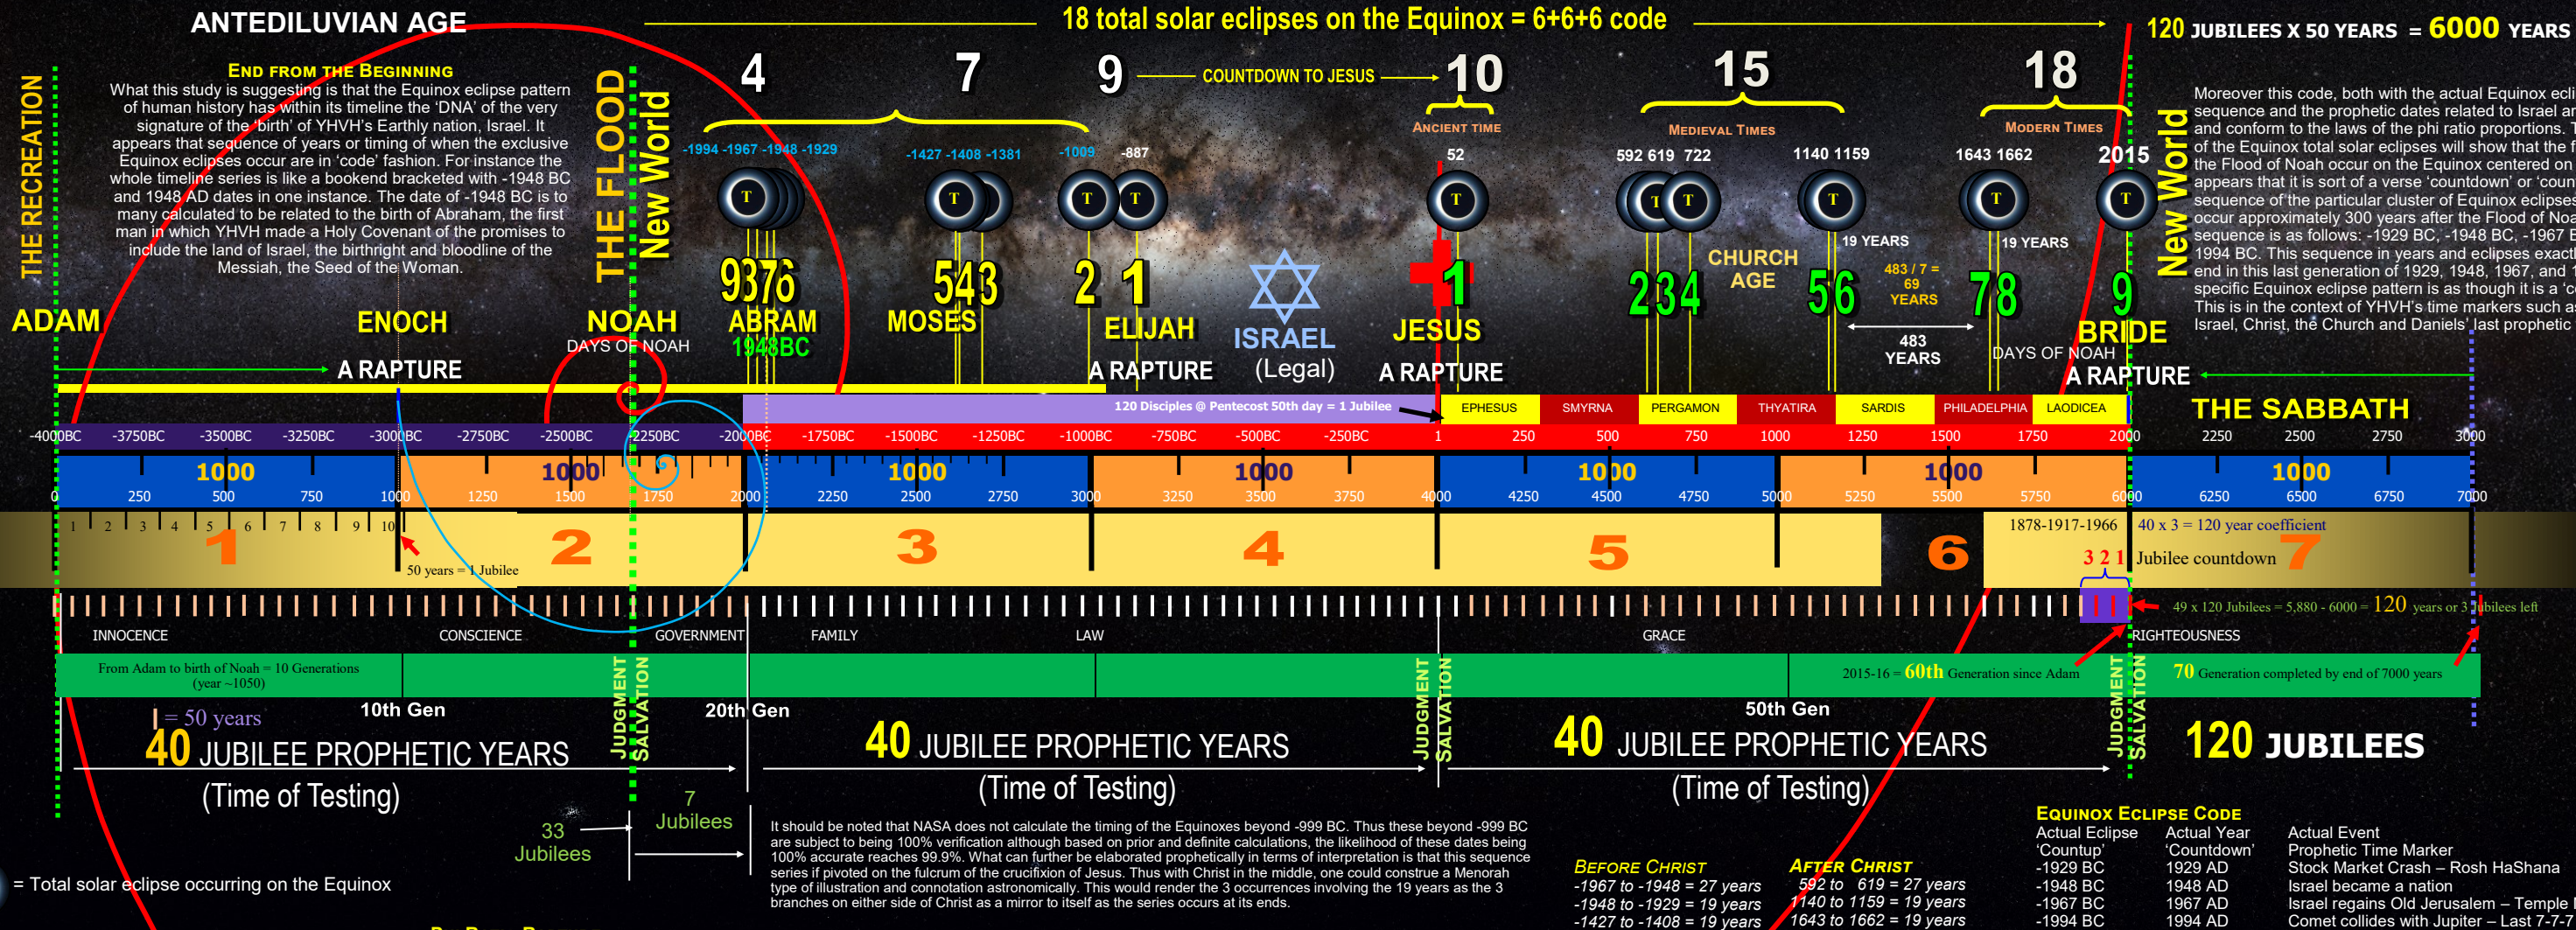 ANTEDILUVIAN AGE
18 total solar eclipses on the Equinox = 6+6+6 code
120 JUBILEES X 50 YEARS = 6000 YEARS
THE RECREATION
END FROM THE BEGINNING
What this study is suggesting is that the Equinox eclipse pattern
of human history has within its timeline the ‘DNA’ of the very
signature of the ‘birth’ of YHVH’s Earthly nation, Israel. It
appears that sequence of years or timing of when the exclusive
Equinox eclipses occur are in ‘code’ fashion. For instance the
whole timeline series is like a bookend bracketed with -1948 BC
and 1948 AD dates in one instance. The date of -1948 BC is to
many calculated to be related to the birth of Abraham, the first
man in which YHVH made a Holy Covenant of the promises to
include the land of Israel, the birthright and bloodline of the
Messiah, the Seed of the Woman.
THE FLOOD
New World
4 7 9 COUNTDOWN TO JESUS 10 15 18
ANCIENT TIME MEDIEVAL TIMES MODERN TIMES
-1994 -1967 -1948 -1929 -1427 -1408 -1381 -1009 -887 52 592 619 722 1140 1159 1643 1662 2015
T T T T T T T T T T
19 YEARS 19 YEARS
9 8 7 6 5 4 3 2 1 1 2 3 4 5 6 7 8 9
CHURCH
AGE
483 / 7 =
69
YEARS
483
YEARS
New World
Moreover this code, both with the actual Equinox ecli
sequence and the prophetic dates related to Israel ar
and conform to the laws of the phi ratio proportions. T
of the Equinox total solar eclipses will show that the f
the Flood of Noah occur on the Equinox centered on
appears that it is sort of a verse ‘countdown’ or ‘coun
sequence of the particular cluster of Equinox eclipses
occur approximately 300 years after the Flood of Noa
sequence is as follows: -1929 BC, -1948 BC, -1967 B
1994 BC. This sequence in years and eclipses exacti
end in this last generation of 1929, 1948, 1967, and 1
specific Equinox eclipse pattern is as though it is a ‘c
This is in the context of YHVH’s time markers such as
Israel, Christ, the Church and Daniels’ last prophetic
ADAM ENOCH NOAH ABRAM MOSES ELIJAH ISRAEL JESUS BRIDE
DAYS OF NOAH 1948BC (Legal) DAYS OF NOAH
A RAPTURE A RAPTURE A RAPTURE A RAPTURE
120 Disciples @ Pentecost 50th day = 1 Jubilee
EPHESUS SMYRNA PERGAMON THYATIRA SARDIS PHILADELPHIA LAODICEA
THE SABBATH
-4000BC -3750BC -3500BC -3250BC -3000BC -2750BC -2500BC -2250BC -2000BC -1750BC -1500BC -1250BC -1000BC -750BC -500BC -250BC 1 250 500 750 1000 1250 1500 1750 2000 2250 2500 2750 3000
1000 1000 1000 1000 1000 1000 1000
0 250 500 750 1000 1250 1500 1750 2000 2250 2500 2750 3000 3250 3500 3750 4000 4250 4500 4750 5000 5250 5500 5750 6000 6250 6500 6750 7000
1 2 3 4 5 6 7 8 9 10
1 2 3 4 5 6 7
50 years = 1 Jubilee
1878-1917-1966 40 x 3 = 120 year coefficient
3 2 1 Jubilee countdown
49 x 120 Jubilees = 5,880 - 6000 = 120 years or 3 Jubilees left
INNOCENCE CONSCIENCE GOVERNMENT FAMILY LAW GRACE RIGHTEOUSNESS
From Adam to birth of Noah = 10 Generations
(year ~1050)
2015-16 = 60th Generation since Adam
70 Generation completed by end of 7000 years
JUDGMENT
SALVATION
JUDGMENT
SALVATION
JUDGMENT
SALVATION
10th Gen 20th Gen 50th Gen
= 50 years
40 JUBILEE PROPHETIC YEARS
(Time of Testing)
40 JUBILEE PROPHETIC YEARS
(Time of Testing)
40 JUBILEE PROPHETIC YEARS
(Time of Testing)
120 JUBILEES
33
Jubilees
7
Jubilees
It should be noted that NASA does not calculate the timing of the Equinoxes beyond -999 BC. Thus these beyond -999 BC
are subject to being 100% verification although based on prior and definite calculations, the likelihood of these dates being
100% accurate reaches 99.9%. What can further be elaborated prophetically in terms of interpretation is that this sequence
series if pivoted on the fulcrum of the crucifixion of Jesus. Thus with Christ in the middle, one could construe a Menorah
type of illustration and connotation astronomically. This would render the 3 occurrences involving the 19 years as the 3
branches on either side of Christ as a mirror to itself as the series occurs at its ends.
= Total solar eclipse occurring on the Equinox
BEFORE CHRIST
-1967 to -1948 = 27 years
-1948 to -1929 = 19 years
-1427 to -1408 = 19 years
AFTER CHRIST
592 to 619 = 27 years
1140 to 1159 = 19 years
1643 to 1662 = 19 years
EQUINOX ECLIPSE CODE
Actual Eclipse Actual Year Actual Event
‘Countup’ ‘Countdown’ Prophetic Time Marker
-1929 BC 1929 AD Stock Market Crash – Rosh HaShana
-1948 BC 1948 AD Israel became a nation
-1967 BC 1967 AD Israel regains Old Jerusalem – Temple
-1994 BC 1994 AD Comet collides with Jupiter – Last 7-7-7